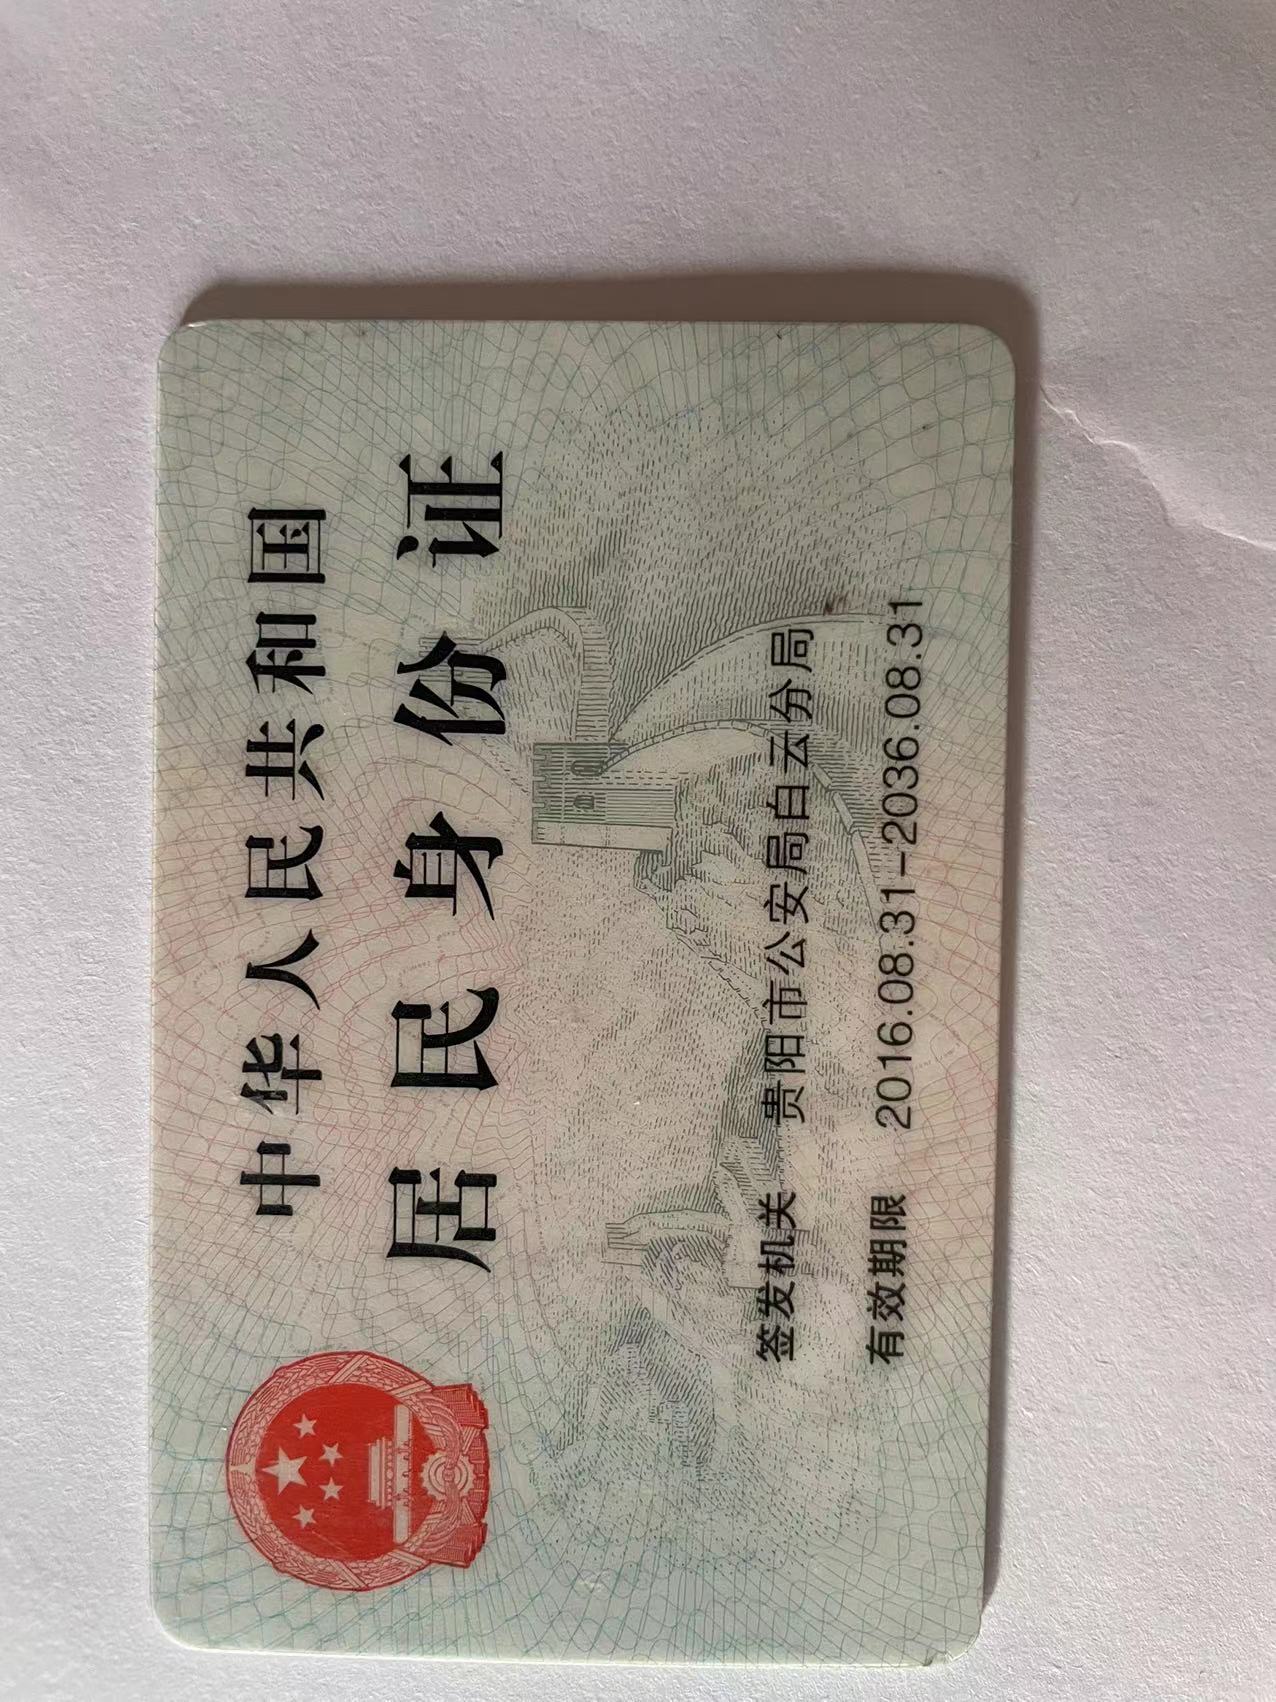 中华人民共和国
居民身份证
签发机关 贵阳市公安局白云分局
有效期限 2016.08.31-2036.08.31